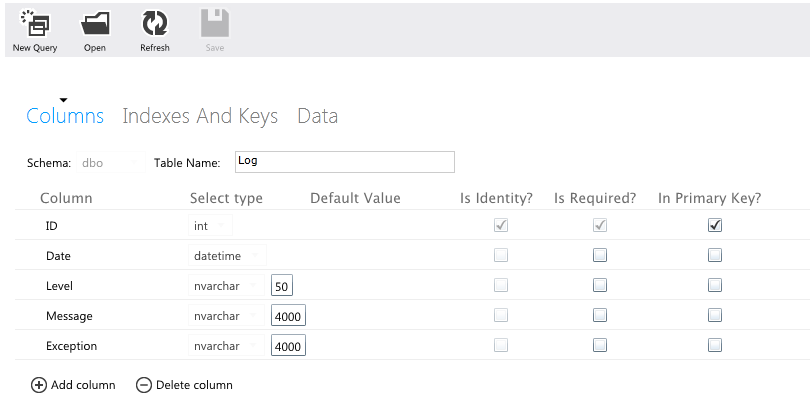 New Query Open Refresh Save
Columns Indexes And Keys Data
Schema: dbo Table Name: Log
Column Select type Default Value Is Identity? Is Required? In Primary Key?
ID int
Date datetime
Level nvarchar 50
Message nvarchar 4000
Exception nvarchar 4000
Add column Delete column